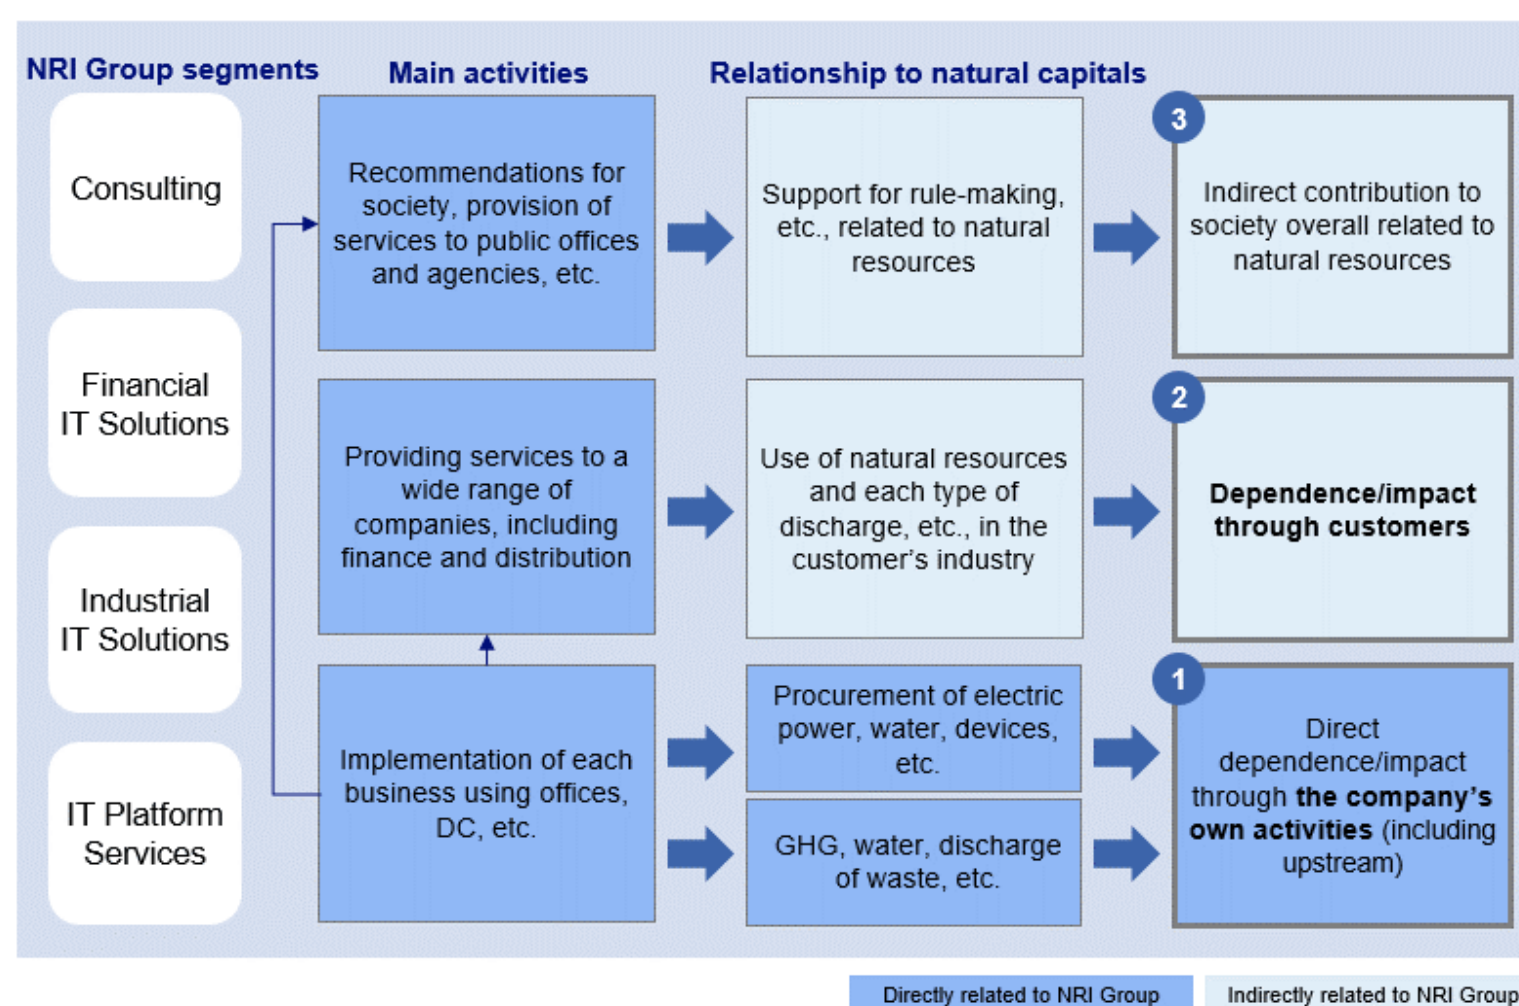 NRI Group segments
Main activities
Relationship to natural capitals
Consulting
Financial
IT Solutions
Industrial
IT Solutions
IT Platform
Services
Recommendations for
society, provision of
services to public offices
and agencies, etc.
Support for rule-making,
etc., related to natural
resources
3
Indirect contribution to
society overall related to
natural resources
Providing services to a
wide range of
companies, including
finance and distribution
Use of natural resources
and each type of
discharge, etc., in the
customer’s industry
2
Dependence/impact
through customers
Implementation of each
business using offices,
DC, etc.
Procurement of electric
power, water, devices,
etc.
GHG, water, discharge
of waste, etc.
1
Direct
dependence/impact
through the company’s
own activities (including
upstream)
Directly related to NRI Group
Indirectly related to NRI Group